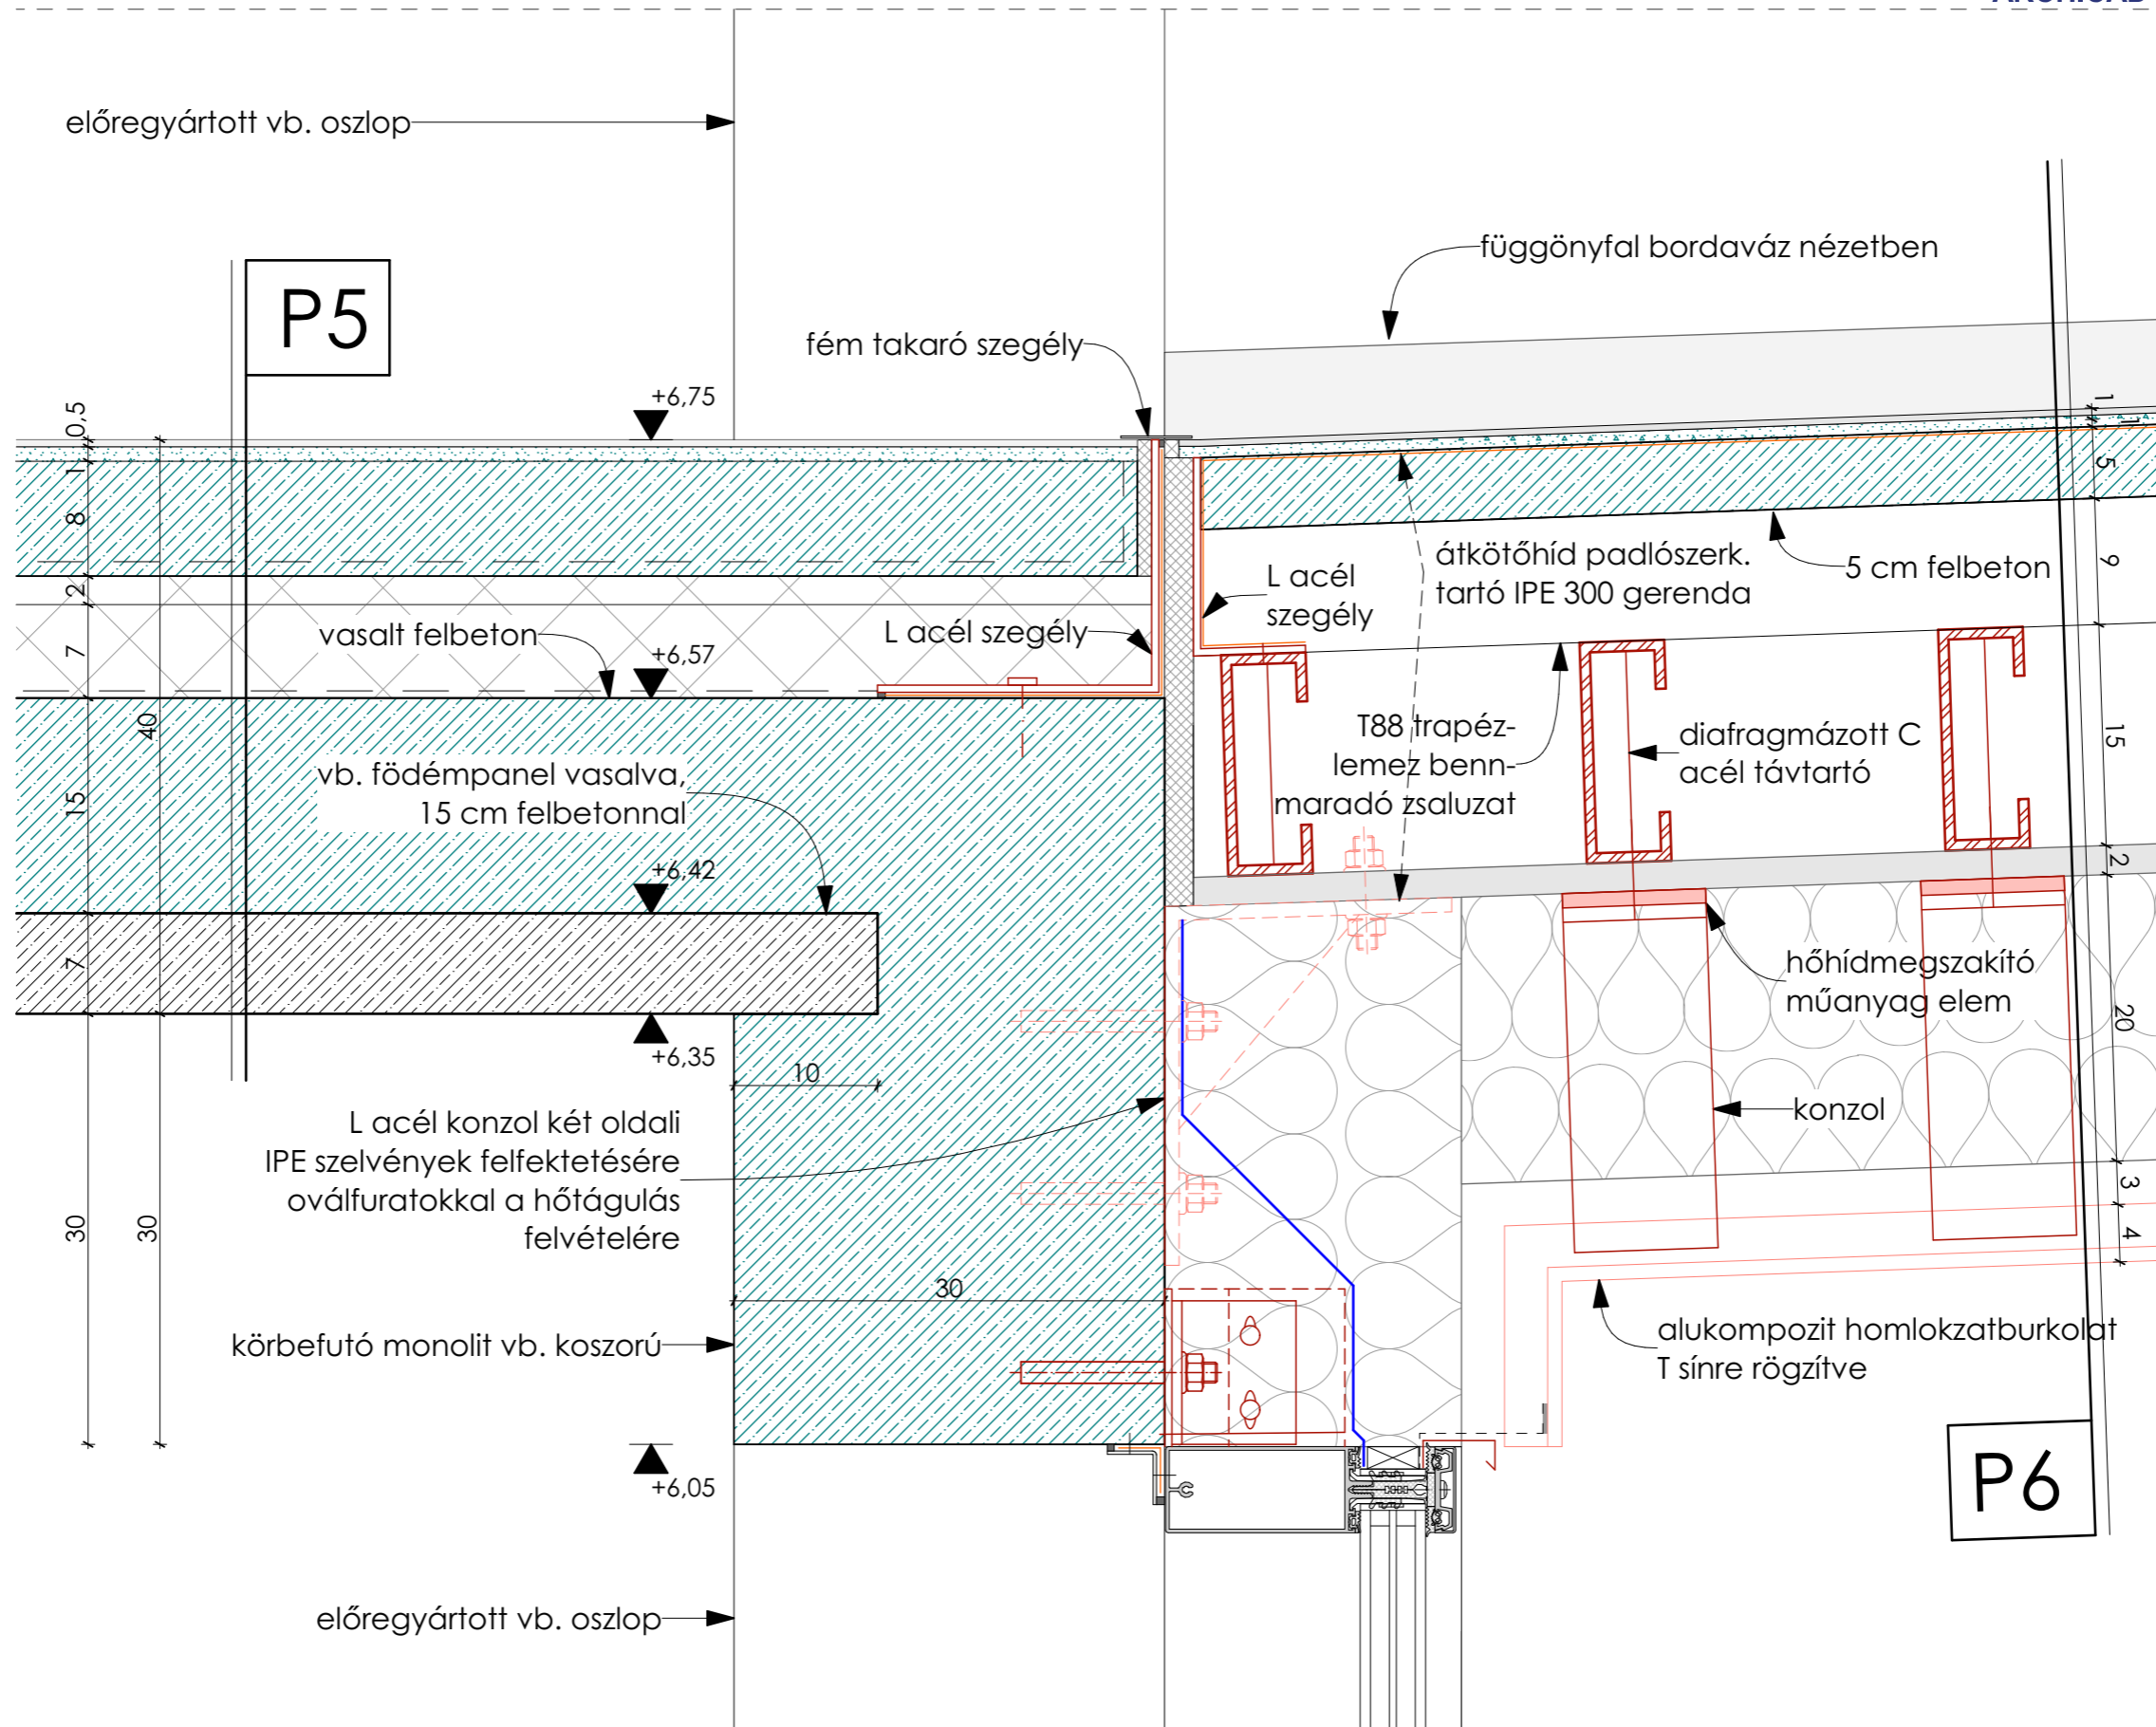 előregyártott vb. oszlop
függönyfal bordaváz nézetben
P5
fém takaró szegély
+6,75
0,5
1
8
2
7
15
7
30
40
30
1
5
9
15
2
20
3
4
átkötőhíd padlószerk.
tartó IPE 300 gerenda
5 cm felbeton
L acél
szegély
vasalt felbeton
L acél szegély
+6,57
T88 trapéz-
lemez benn-
maradó zsaluzat
diafragmázott C
acél távtartó
vb. födémpanel vasalva,
15 cm felbetonnal
+6,42
hőhídmegszakító
műanyag elem
+6,35
10
konzol
L acél konzol két oldali
IPE szelvények felfektetésére
oválfuratokkal a hőtágulás
felvételére
30
körbefutó monolit vb. koszorú
alukompozit homlokzatburkolat
T sínre rögzítve
+6,05
P6
előregyártott vb. oszlop